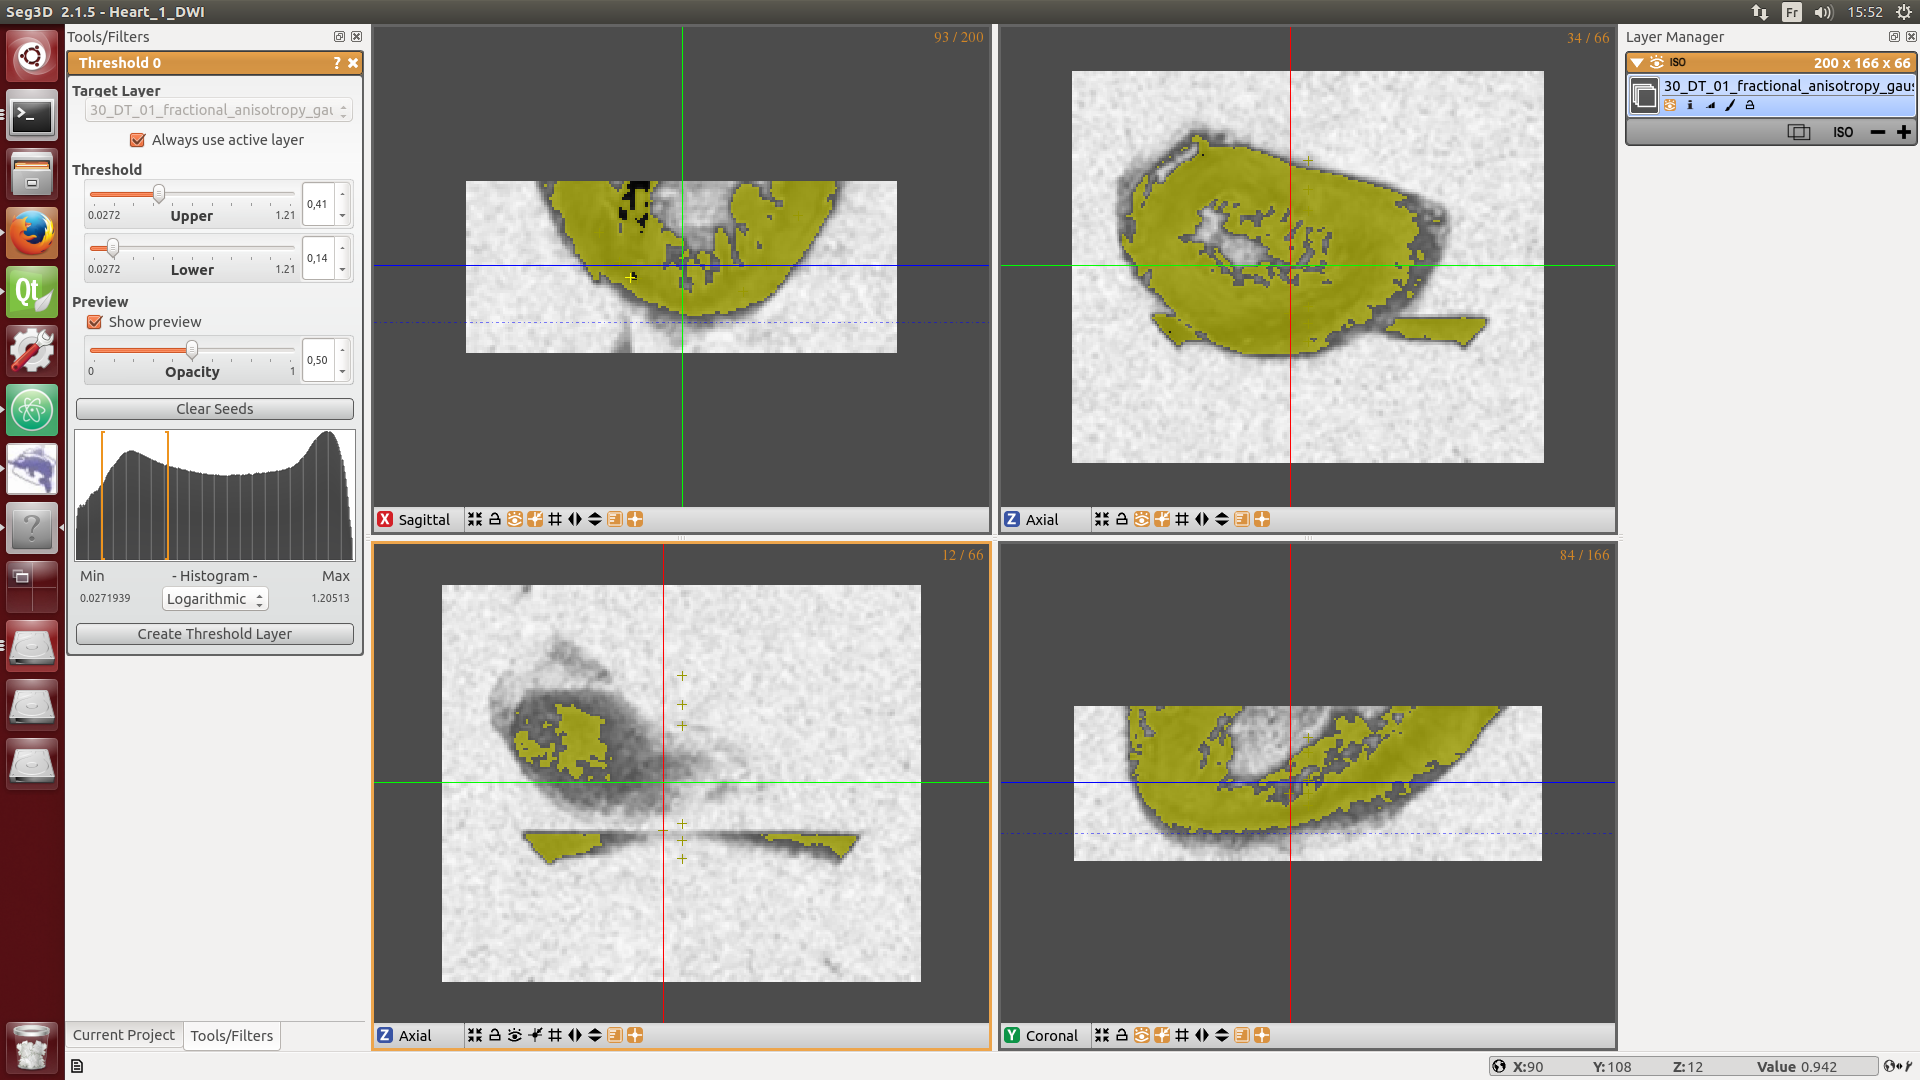 Seg3D 2.1.5 - Heart_1_DWI
Fr
15:52
Tools/Filters
Threshold 0
?
Target Layer
30_DT_01_fractional_anisotropy_gau
Always use active layer
Threshold
0,41
0.0272
Upper
1.21
0,14
0.0272
Lower
1.21
Preview
Show preview
0,50
0
Opacity
1
Clear Seeds
Min
- Histogram -
Max
0.0271939
Logarithmic
1.20513
Create Threshold Layer
Current Project
Tools/Filters
93 / 200
X Sagittal
34 / 66
Z Axial
12 / 66
Z Axial
84 / 166
Y Coronal
Layer Manager
ISO
200 x 166 x 66
30_DT_01_fractional_anisotropy_gaus
ISO
X:90
Y:108
Z:12
Value 0.942
Qt
?